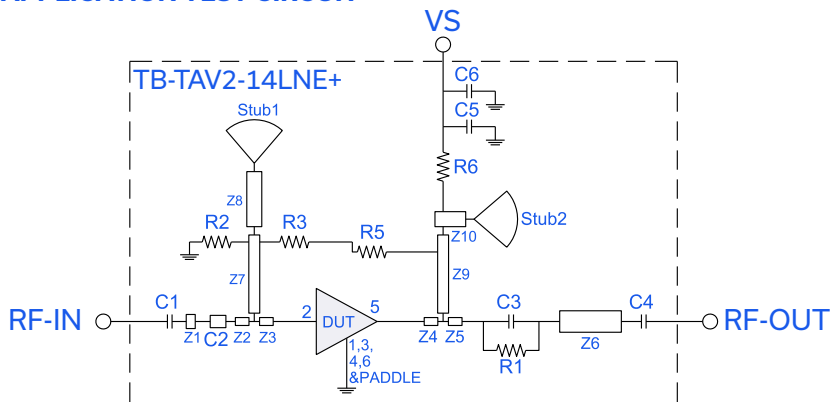 VS
TB-TAV2-14LNE+
C6
Stub1
C5
R6
Z8
R2
R3
R5
Stub2
Z10
Z7
Z9
RF-IN
C1
2
DUT
5
C3
C4
RF-OUT
Z1
C2
Z2
Z3
Z4
Z5
Z6
1,3,
4,6
&PADDLE
R1